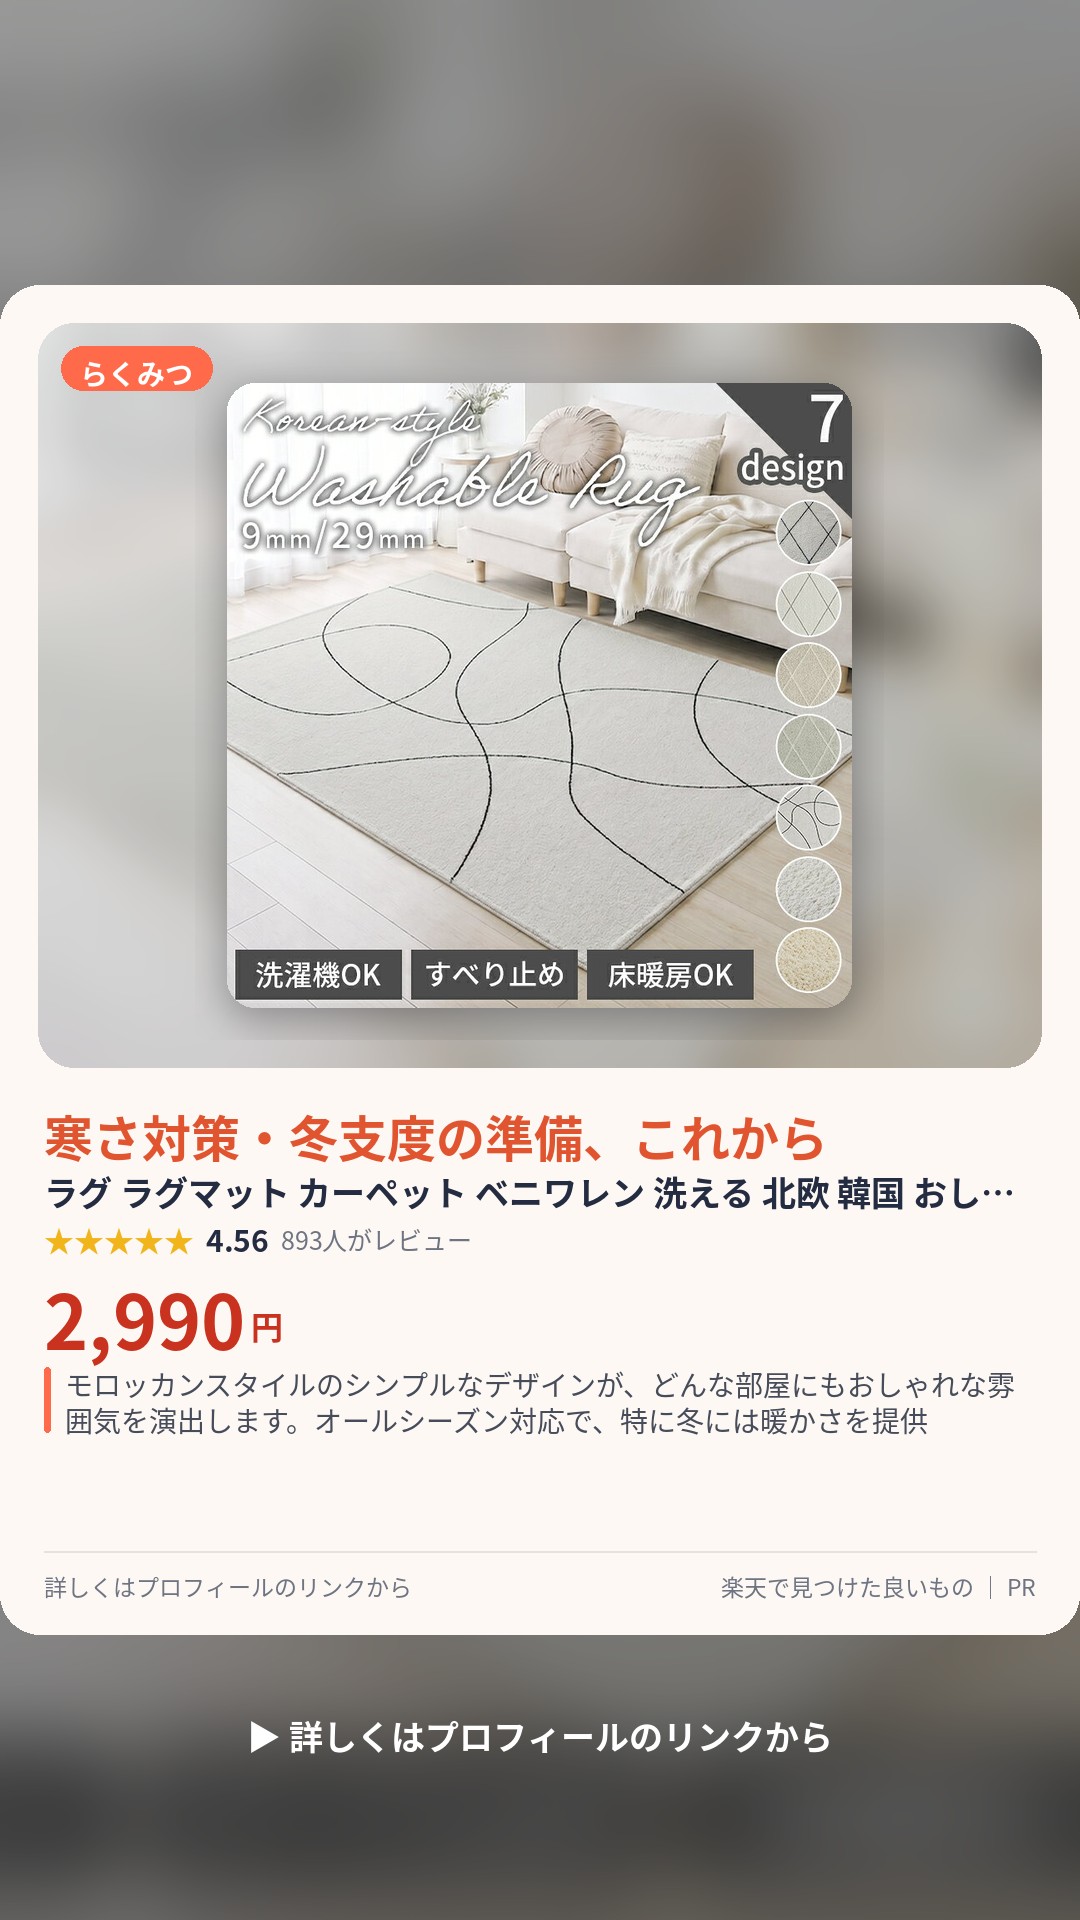 らくみつ
Korean-style
Washable Rug
9mm/29mm
7
design
洗濯機OK
すべり止め
床暖房OK
寒さ対策・冬支度の準備、これから
ラグ ラグマット カーペット ベニワレン 洗える 北欧 韓国 おし…
★★★★★ 4.56 893人がレビュー
2,990円
モロッカンスタイルのシンプルなデザインが、どんな部屋にもおしゃれな雰
囲気を演出します。オールシーズン対応で、特に冬には暖かさを提供
詳しくはプロフィールのリンクから
楽天で見つけた良いもの | PR
▶ 詳しくはプロフィールのリンクから